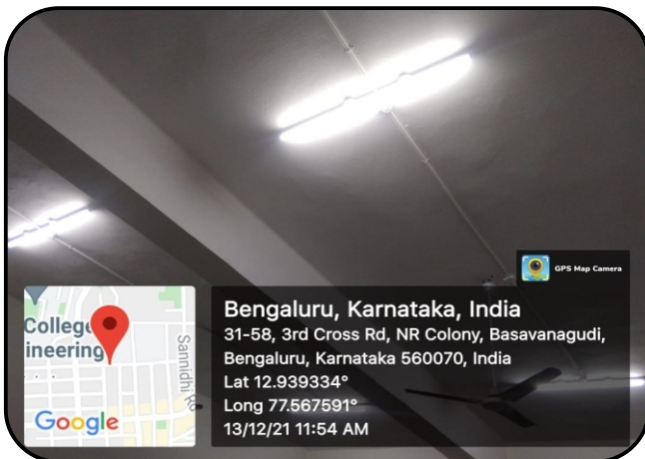 GPS Map Camera
College
ineering
Sannidhi Rd
Google
Bengaluru, Karnataka, India
31-58, 3rd Cross Rd, NR Colony, Basavanagudi,
Bengaluru, Karnataka 560070, India
Lat 12.939334°
Long 77.567591°
13/12/21 11:54 AM